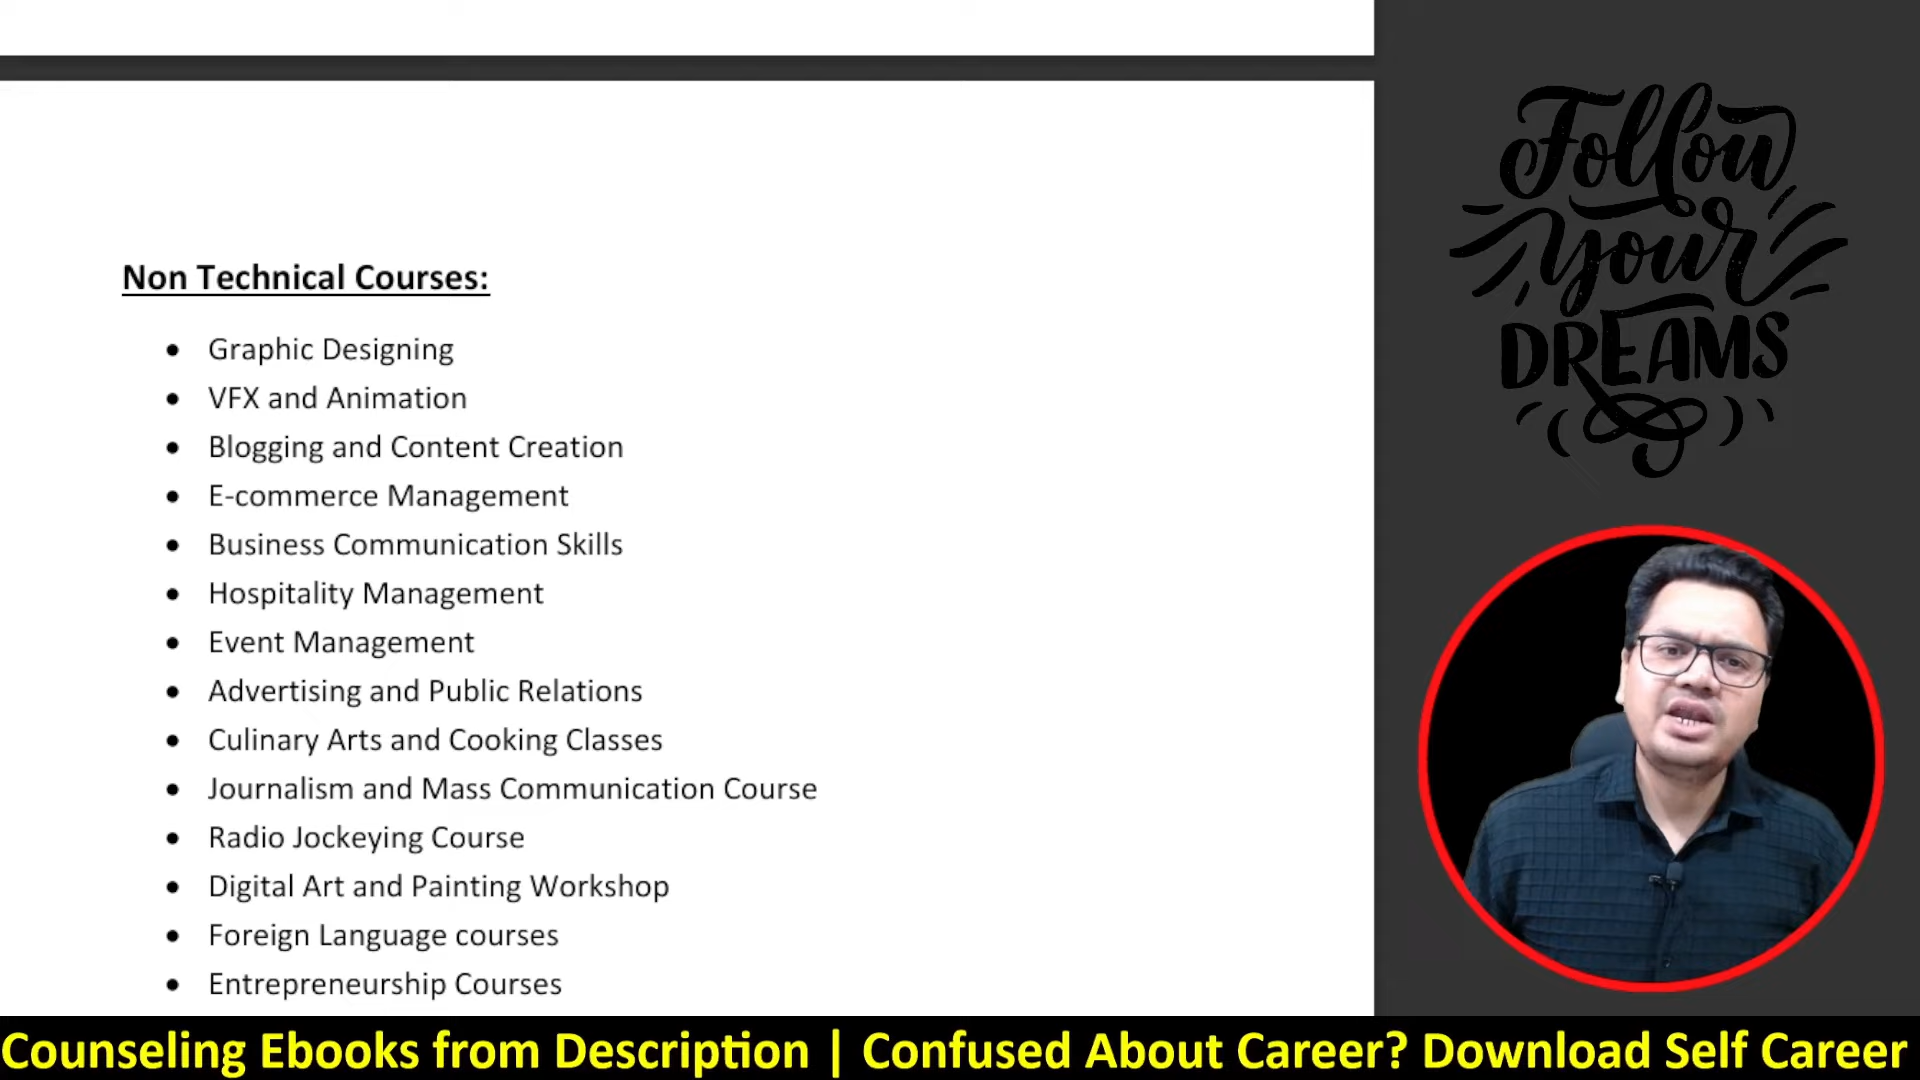 Non Technical Courses:
• Graphic Designing
• VFX and Animation
• Blogging and Content Creation
• E-commerce Management
• Business Communication Skills
• Hospitality Management
• Event Management
• Advertising and Public Relations
• Culinary Arts and Cooking Classes
• Journalism and Mass Communication Course
• Radio Jockeying Course
• Digital Art and Painting Workshop
• Foreign Language courses
• Entrepreneurship Courses
Follow
Your
DREAMS
Counseling Ebooks from Description | Confused About Career? Download Self Career